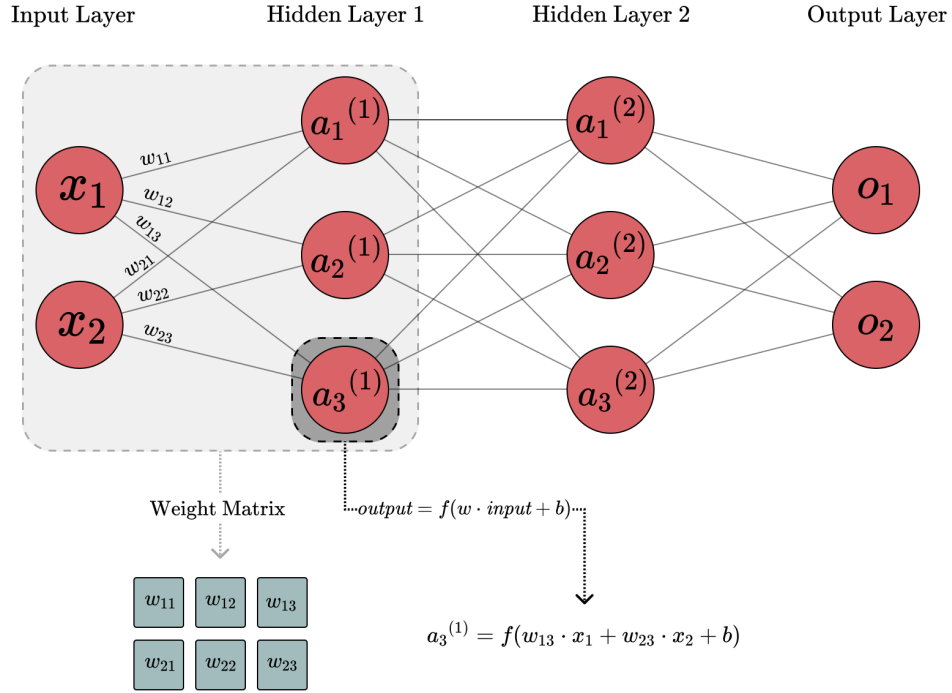 Input Layer Hidden Layer 1 Hidden Layer 2 Output Layer
a₁⁽¹⁾ a₁⁽²⁾
w₁₁
x₁ o₁
w₁₂
w₁₃
a₂⁽¹⁾ a₂⁽²⁾
w₂₁
w₂₂
x₂ o₂
w₂₃
a₃⁽¹⁾ a₃⁽²⁾
Weight Matrix output = f(w · input + b)
w₁₁ w₁₂ w₁₃
a₃⁽¹⁾ = f(w₁₃ · x₁ + w₂₃ · x₂ + b)
w₂₁ w₂₂ w₂₃